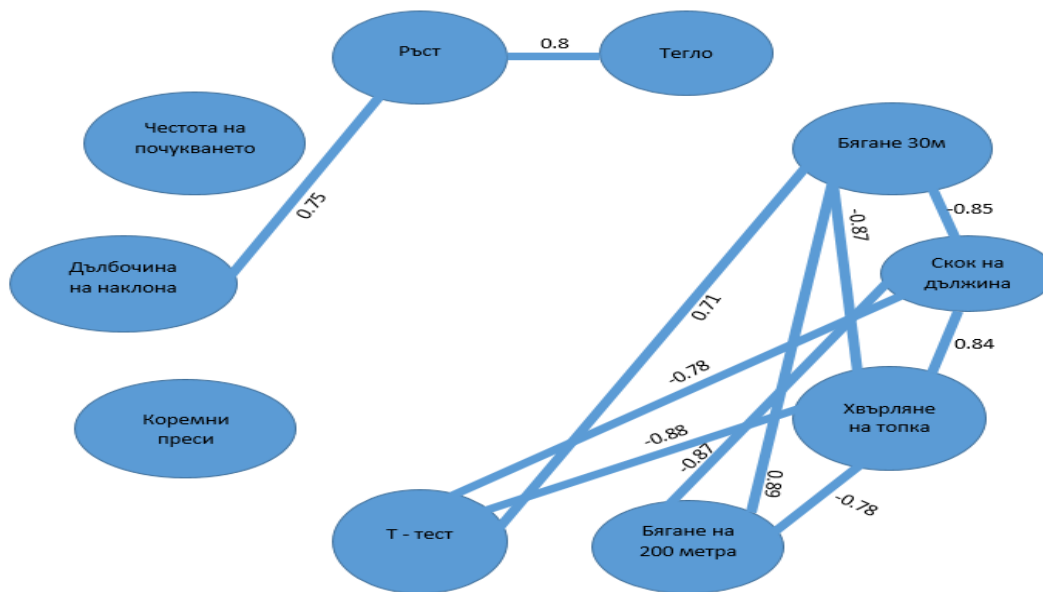 Ръст
0.8
Тегло
Честота на
почукването
Бягане 30м
0.75
-0.87
-0.85
Дълбочина
на наклона
Скок на
дължина
0.71
0.84
-0.78
Коремни
преси
Хвърляне
на топка
-0.88
-0.87
0.89
-0.78
Т - тест
Бягане на
200 метра